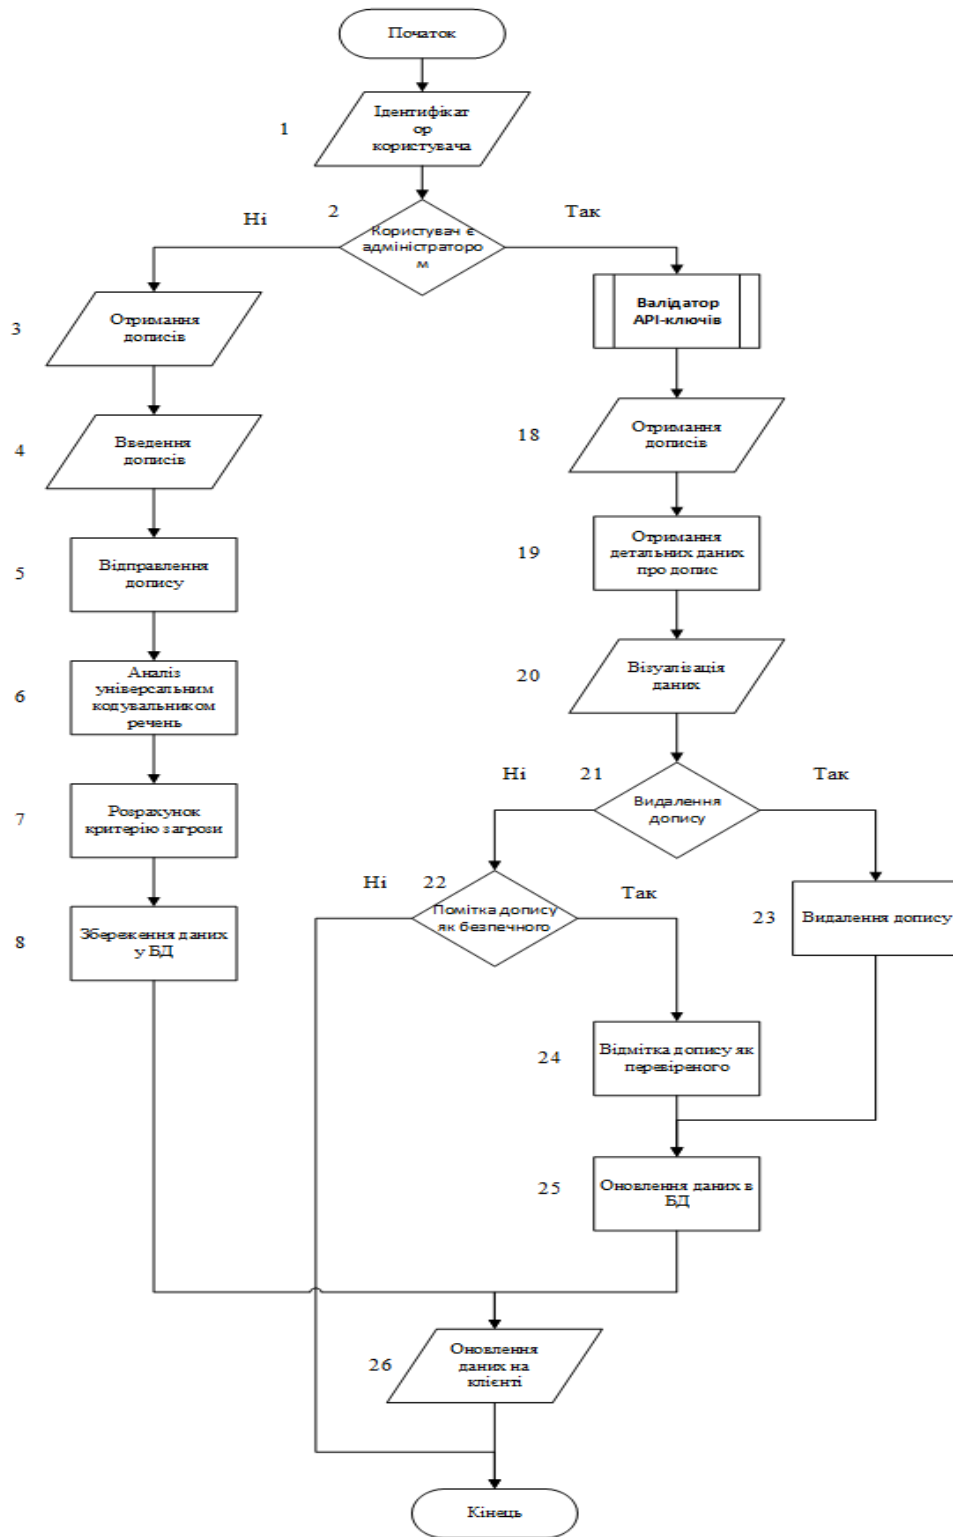 Початок
1
Ідентифікат
ор
користувача
Ні
2
Так
Користувач є
адміністраторо
м
3
Отримання
дописів
Валідатор
API-ключів
4
Введення
дописів
18
Отримання
дописів
5
Відправлення
допису
19
Отримання
детальних даних
про допис
6
Аналіз
універсальним
кодувальником
речень
20
Візуалізація
даних
7
Розрахунок
критерію загрози
Ні
21
Так
Видалення
допису
8
Збереження даних
у БД
Ні
22
Так
Помітка допису
як безпечного
23
Видалення допису
24
Відмітка допису як
перевіреного
25
Оновлення даних в
БД
26
Оновлення
даних на
клієнті
Кінець